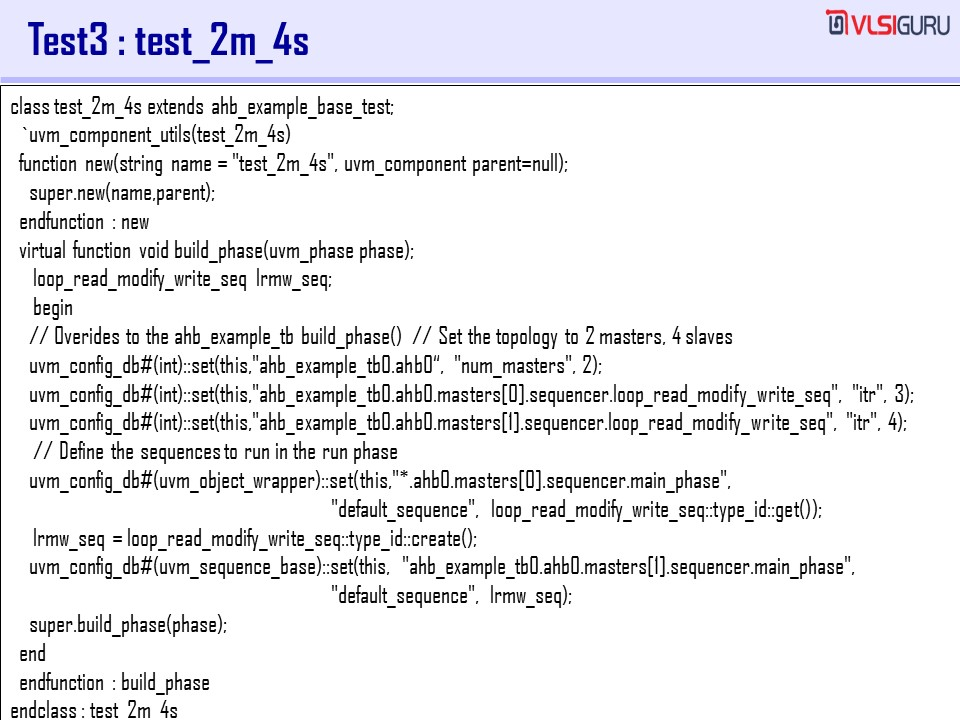 Test3 : test_2m_4s
VLSIGURU
class test_2m_4s extends ahb_example_base_test;
`uvm_component_utils(test_2m_4s)
function new(string name = "test_2m_4s", uvm_component parent=null);
super.new(name,parent);
endfunction : new
virtual function void build_phase(uvm_phase phase);
loop_read_modify_write_seq lrmw_seq;
begin
// Overides to the ahb_example_tb build_phase() // Set the topology to 2 masters, 4 slaves
uvm_config_db#(int)::set(this,"ahb_example_tb0.ahb0“, "num_masters", 2);
uvm_config_db#(int)::set(this,"ahb_example_tb0.ahb0.masters[0].sequencer.loop_read_modify_write_seq", "itr", 3);
uvm_config_db#(int)::set(this,"ahb_example_tb0.ahb0.masters[1].sequencer.loop_read_modify_write_seq", "itr", 4);
// Define the sequences to run in the run phase
uvm_config_db#(uvm_object_wrapper)::set(this,"*.ahb0.masters[0].sequencer.main_phase",
"default_sequence", loop_read_modify_write_seq::type_id::get());
lrmw_seq = loop_read_modify_write_seq::type_id::create();
uvm_config_db#(uvm_sequence_base)::set(this, "ahb_example_tb0.ahb0.masters[1].sequencer.main_phase",
"default_sequence", lrmw_seq);
super.build_phase(phase);
end
endfunction : build_phase
endclass : test_2m_4s